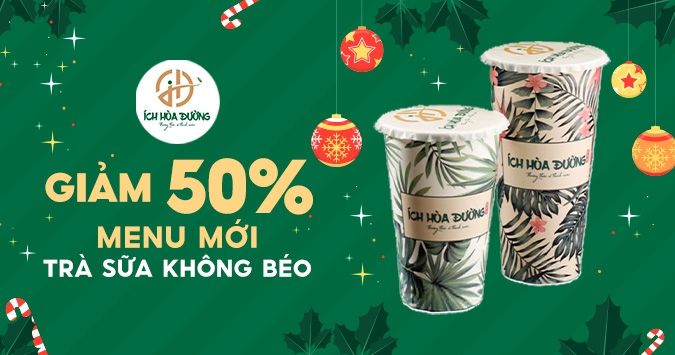 ÍCH HÒA ĐƯỜNG
GIẢM 50%
MENU MỚI
TRÀ SỮA KHÔNG BÉO
ÍCH HÒA ĐƯỜNG
ÍCH HÒA ĐƯỜNG